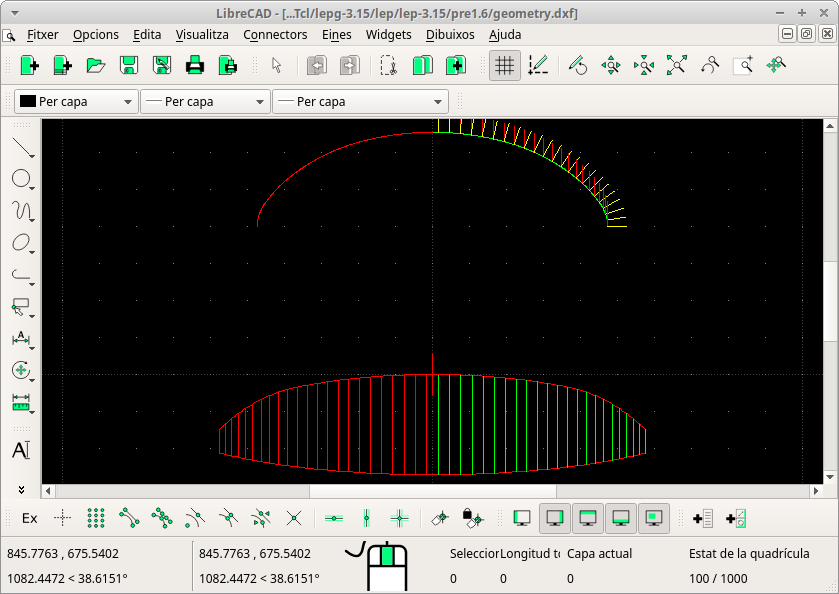 LibreCAD - [...Tcl/lepg-3.15/lep/lep-3.15/pre1.6/geometry.dxf]
Fitxer Opcions Edita Visualitza Connectors Eines Widgets Dibuixos Ajuda
Per capa Per capa Per capa
A
A
Ex
845.7763 , 675.5402 845.7763 , 675.5402 Seleccior Longitud to Capa actual Estat de la quadrícula
1082.4472 < 38.6151° 1082.4472 < 38.6151° 0 0 0 100 / 1000